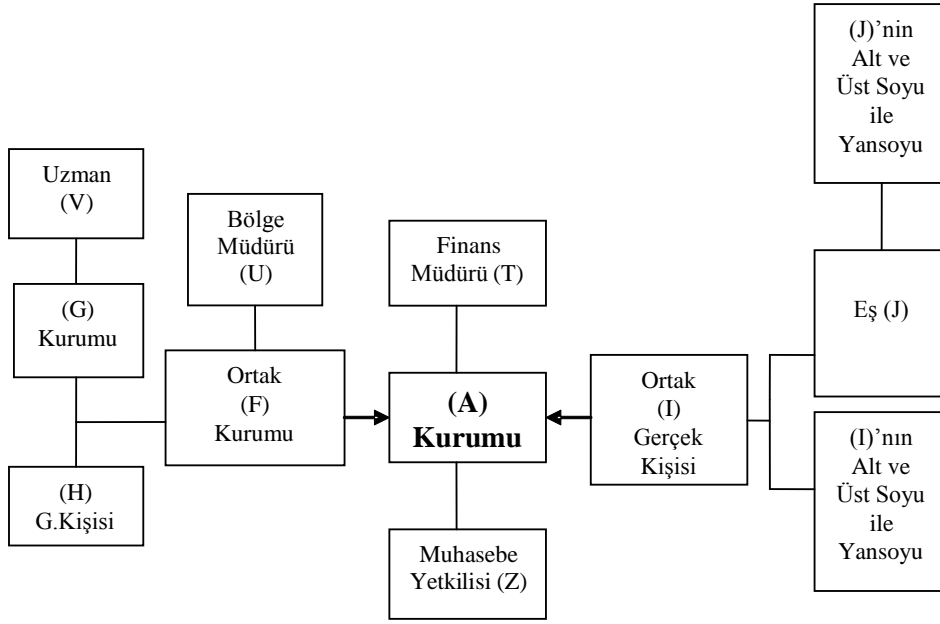 (J)’nin
Alt ve
Üst Soyu
ile
Yansoyu
Uzman
(V)
Bölge
Müdürü
(U)
Finans
Müdürü (T)
(G)
Kurumu
Eş (J)
Ortak
(F)
Kurumu
(A)
Kurumu
Ortak
(I)
Gerçek
Kişisi
(H)
G.Kişisi
(I)’nın
Alt ve
Üst Soyu
ile
Yansoyu
Muhasebe
Yetkilisi (Z)